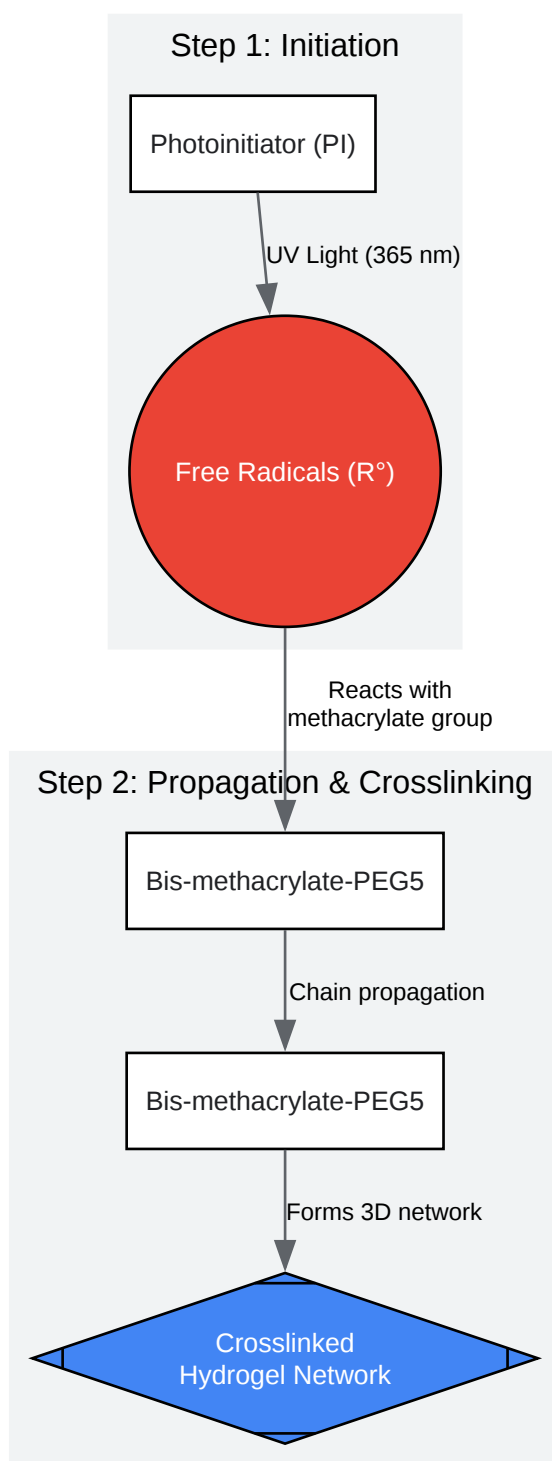 Step 1: Initiation
Photoinitiator (PI)
UV Light (365 nm)
Free Radicals (R°)
Reacts with
methacrylate group
Step 2: Propagation & Crosslinking
Bis-methacrylate-PEG5
Chain propagation
Bis-methacrylate-PEG5
Forms 3D network
Crosslinked
Hydrogel Network